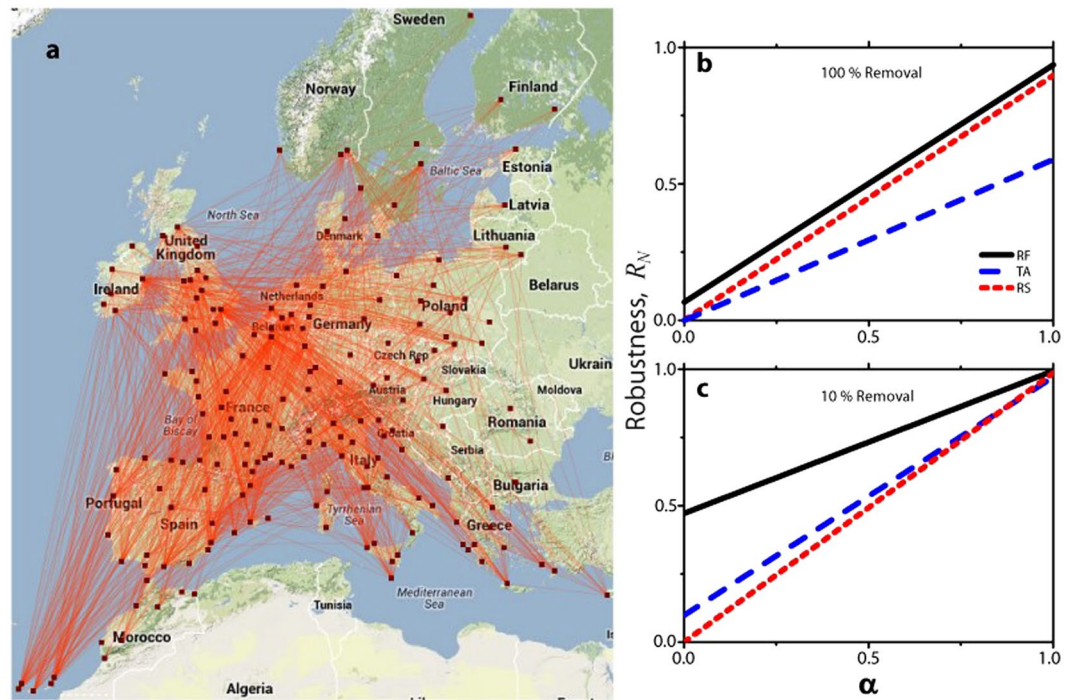 a
Sweden
Norway
Finland
Baltic Sea
Estonia
North Sea
Latvia
Denmark
Lithuania
United
Kingdom
Ireland
Belarus
Netherlands
Poland
Belgium
Germany
Czech Rep
Ukrain
Slovakia
Austria
Moldova
Hungary
France
Romania
Bay of
Biscay
Croatia
Serbia
Italy
Bulgaria
Portugal
Spain
Tyrrhenian
Sea
Greece
Mediterranean
Sea
Tunisia
Morocco
Algeria
b
100 % Removal
1.0
0.5
0.0
RF
TA
RS
0.0
0.5
1.0
Robustness, R_N
c
10 % Removal
1.0
0.5
0.0
0.0
0.5
1.0
α